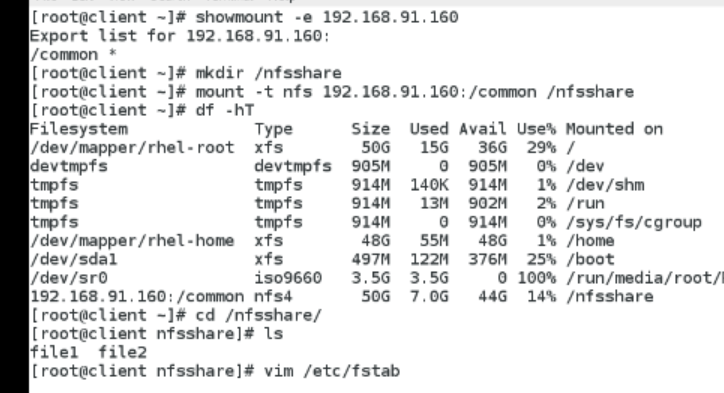 [root@client ~]# showmount -e 192.168.91.160
Export list for 192.168.91.160:
/common *
[root@client ~]# mkdir /nfsshare
[root@client ~]# mount -t nfs 192.168.91.160:/common /nfsshare
[root@client ~]# df -hT
Filesystem             Type      Size  Used Avail Use% Mounted on
/dev/mapper/rhel-root  xfs        50G   15G   36G  29% /
devtmpfs               devtmpfs  905M     0  905M   0% /dev
tmpfs                  tmpfs     914M  140K  914M   1% /dev/shm
tmpfs                  tmpfs     914M   13M  902M   2% /run
tmpfs                  tmpfs     914M     0  914M   0% /sys/fs/cgroup
/dev/mapper/rhel-home  xfs        48G   55M   48G   1% /home
/dev/sda1              xfs       497M  122M  376M  25% /boot
/dev/sr0               iso9660   3.5G  3.5G     0 100% /run/media/root/
192.168.91.160:/common nfs4       50G  7.0G   44G  14% /nfsshare
[root@client ~]# cd /nfsshare/
[root@client nfsshare]# ls
file1  file2
[root@client nfsshare]# vim /etc/fstab